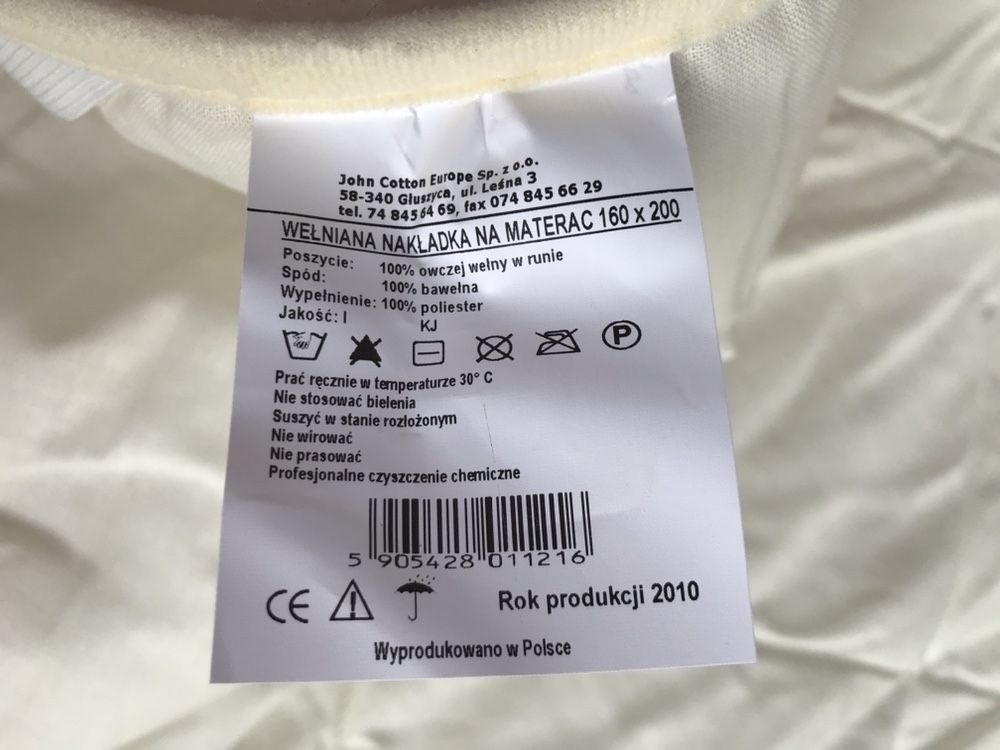 John Cotton Europe Sp. z o.o.
58-340 Głuszyca, ul. Leśna 3
tel. 74 845 64 69, fax 074 845 66 29
WEŁNIANA NAKŁADKA NA MATERAC 160 x 200
Poszycie: 100% owczej wełny w runie
Spód: 100% bawełna
Wypełnienie: 100% poliester
Jakość: I KJ
P
Prać ręcznie w temperaturze 30° C
Nie stosować bielenia
Suszyć w stanie rozłożonym
Nie wirować
Nie prasować
Profesjonalne czyszczenie chemiczne
5 905428 011216
CE Rok produkcji 2010
Wyprodukowano w Polsce